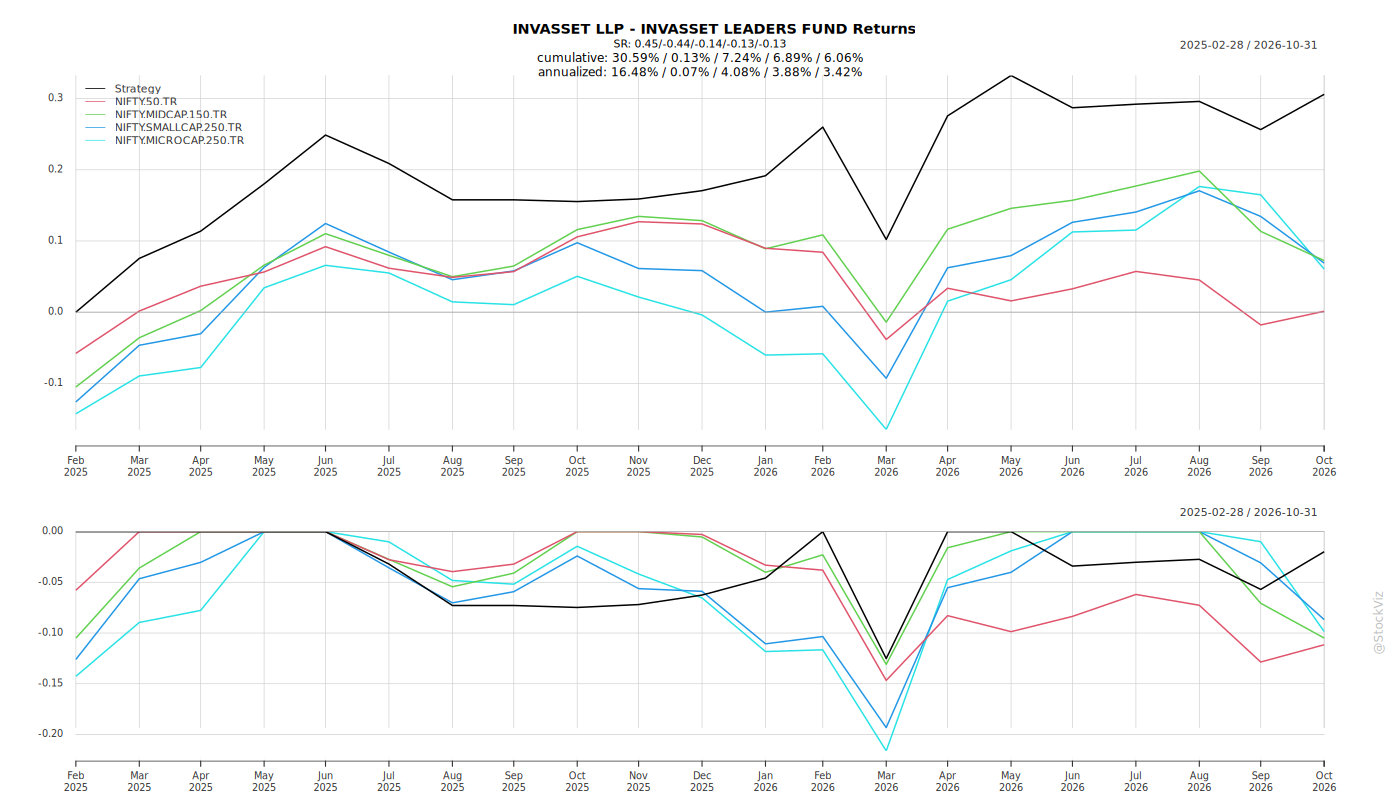 INVASSET LLP - INVASSET LEADERS FUND Returns
SR: 0.45/-0.44/-0.14/-0.13/-0.13
cumulative: 30.59% / 0.13% / 7.24% / 6.89% / 6.06%
annualized: 16.48% / 0.07% / 4.08% / 3.88% / 3.42%
2025-02-28 / 2026-10-31
Strategy
NIFTY.50.TR
NIFTY.MIDCAP.150.TR
NIFTY.SMALLCAP.250.TR
NIFTY.MICROCAP.250.TR
0.3
0.2
0.1
0.0
-0.1
Feb Mar Apr May Jun Jul Aug Sep Oct Nov Dec Jan Feb Mar Apr May Jun Jul Aug Sep Oct
2025 2025 2025 2025 2025 2025 2025 2025 2025 2025 2025 2026 2026 2026 2026 2026 2026 2026 2026 2026 2026
2025-02-28 / 2026-10-31
0.00
-0.05
-0.10
-0.15
-0.20
Feb Mar Apr May Jun Jul Aug Sep Oct Nov Dec Jan Feb Mar Apr May Jun Jul Aug Sep Oct
2025 2025 2025 2025 2025 2025 2025 2025 2025 2025 2025 2026 2026 2026 2026 2026 2026 2026 2026 2026 2026
@StockViz